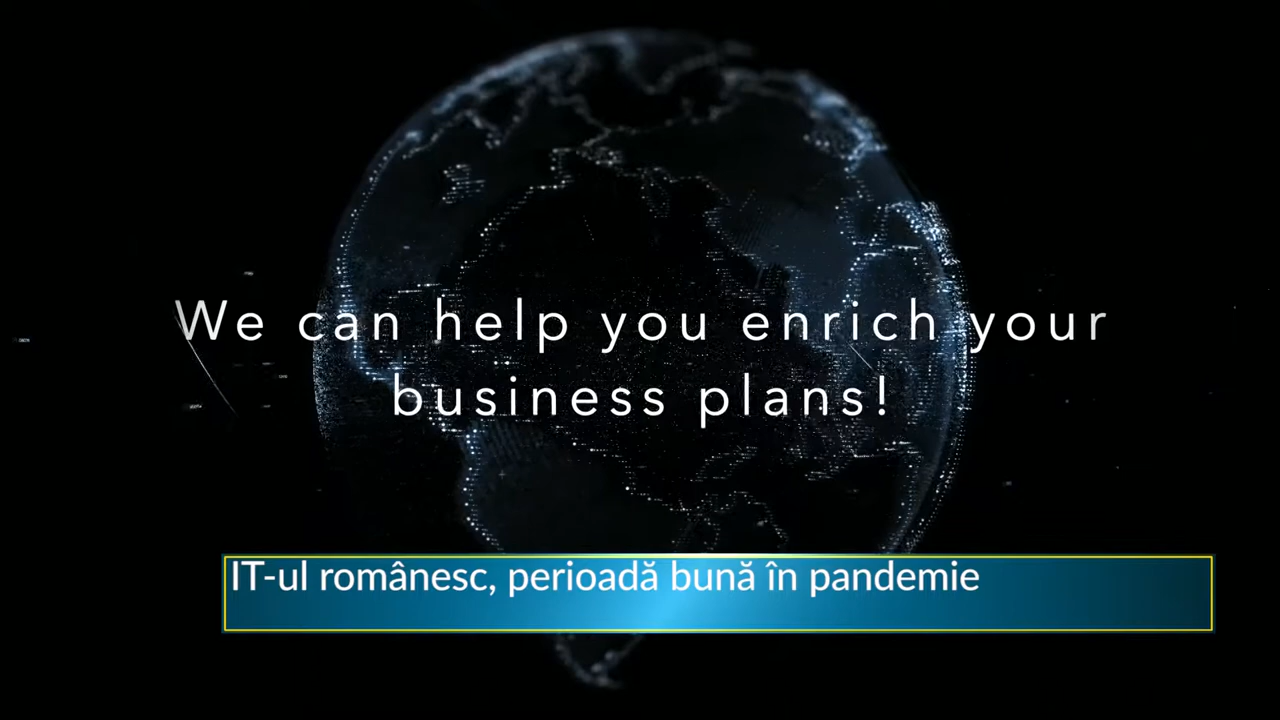 We can help you enrich your
business plans!
IT-ul românesc, perioadă bună în pandemie